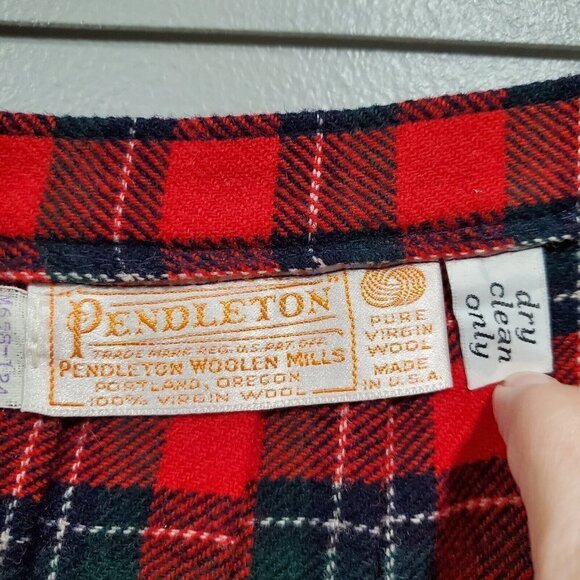 "PENDLETON"
TRADE MARK REG. U.S. PAT. OFF.
PENDLETON WOOLEN MILLS
PORTLAND, OREGON
100% VIRGIN WOOL
PURE
VIRGIN
WOOL
MADE
IN U.S.A
dry
clean
only